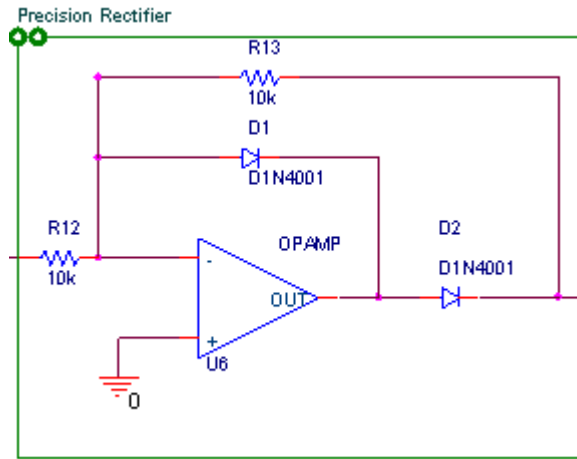 Precision Rectifier
R13
10k
D1
D1N4001
R12
10k
OPAMP
D2
D1N4001
-
OUT
+
U6
0